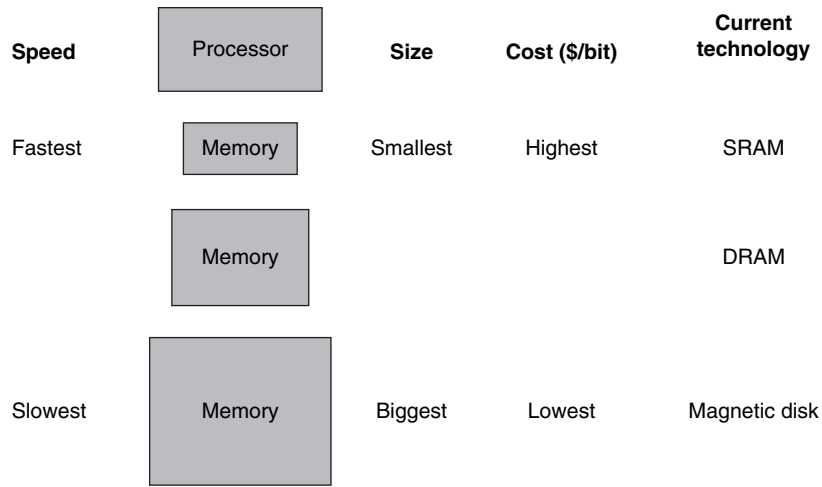 Speed
Processor
Size
Cost ($/bit)
Current
technology
Fastest
Memory
Smallest
Highest
SRAM
Memory
DRAM
Slowest
Memory
Biggest
Lowest
Magnetic disk